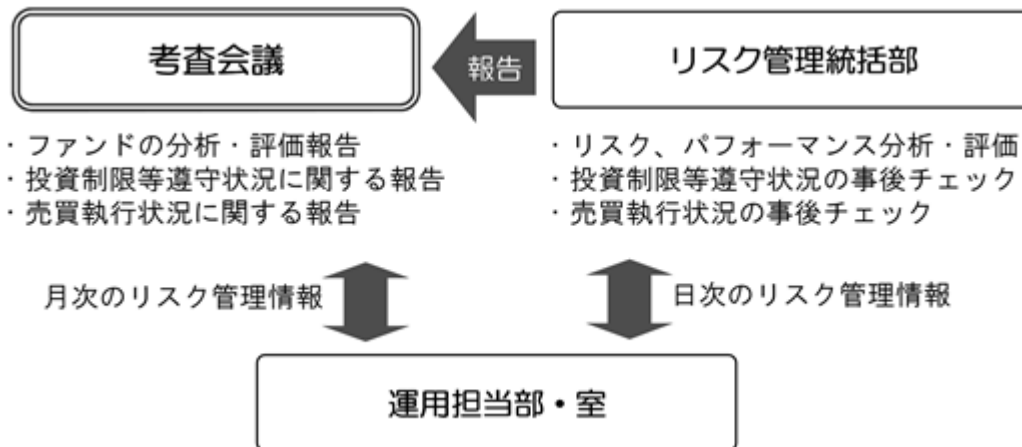 考査会議
報告
リスク管理統括部
・ファンドの分析・評価報告
・投資制限等遵守状況に関する報告
・売買執行状況に関する報告
・リスク、パフォーマンス分析・評価
・投資制限等遵守状況の事後チェック
・売買執行状況の事後チェック
月次のリスク管理情報
日次のリスク管理情報
運用担当部・室